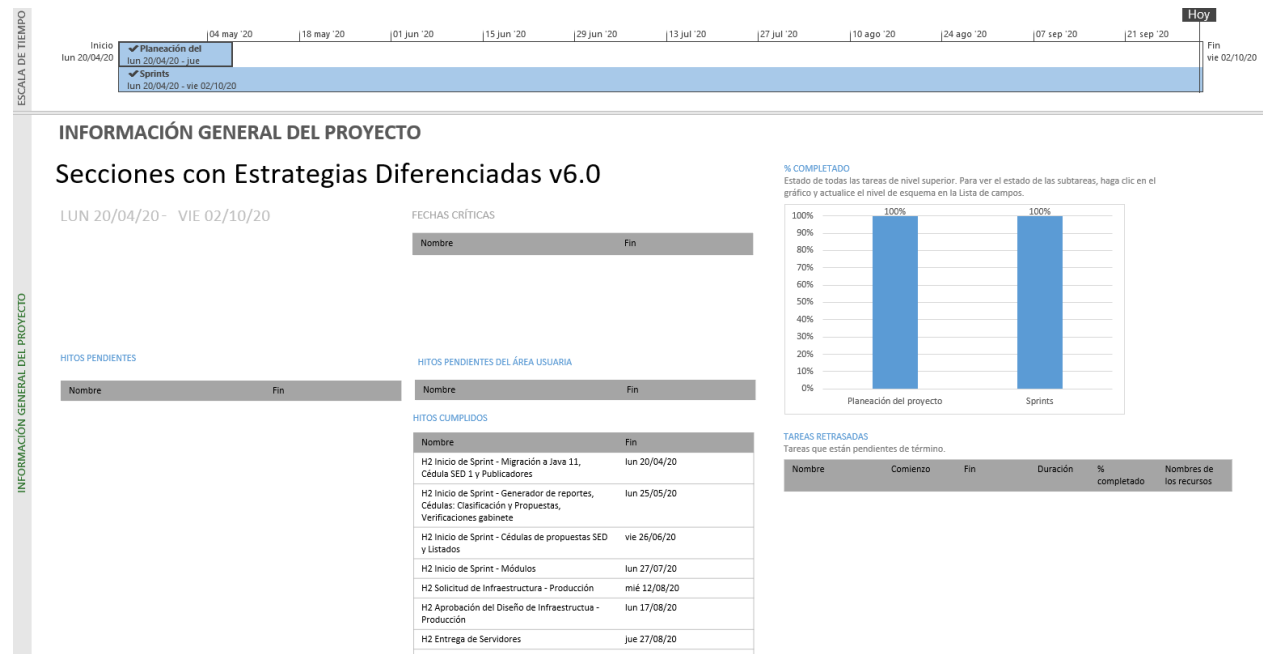 ESCALA DE TIEMPO
Hoy
04 may '20
18 may '20
01 jun '20
15 jun '20
29 jun '20
13 jul '20
27 jul '20
10 ago '20
24 ago '20
07 sep '20
21 sep '20
Inicio
lun 20/04/20
Planeación del
lun 20/04/20 - jue
Sprints
lun 20/04/20 - vie 02/10/20
Fin
vie 02/10/20
INFORMACIÓN GENERAL DEL PROYECTO
INFORMACIÓN GENERAL DEL PROYECTO
Secciones con Estrategias Diferenciadas v6.0
LUN 20/04/20 - VIE 02/10/20
FECHAS CRÍTICAS
Nombre Fin
HITOS PENDIENTES
Nombre Fin
HITOS PENDIENTES DEL ÁREA USUARIA
Nombre Fin
HITOS CUMPLIDOS
Nombre Fin
H2 Inicio de Sprint - Migración a Java 11, lun 20/04/20
Cédula SED 1 y Publicadores
H2 Inicio de Sprint - Generador de reportes, lun 25/05/20
Cédulas: Clasificación y Propuestas,
Verificaciones gabinete
H2 Inicio de Sprint - Cédulas de propuestas SED vie 26/06/20
y Listados
H2 Inicio de Sprint - Módulos lun 27/07/20
H2 Solicitud de Infraestructura - Producción mié 12/08/20
H2 Aprobación del Diseño de Infraestructua - lun 17/08/20
Producción
H2 Entrega de Servidores jue 27/08/20
% COMPLETADO
Estado de todas las tareas de nivel superior. Para ver el estado de las subtareas, haga clic en el
gráfico y actualice el nivel de esquema en la Lista de campos.
100%
90%
80%
70%
60%
50%
40%
30%
20%
10%
0%
100% 100%
Planeación del proyecto Sprints
TAREAS RETRASADAS
Tareas que están pendientes de término.
Nombre Comienzo Fin Duración % Nombres de
completado los recursos